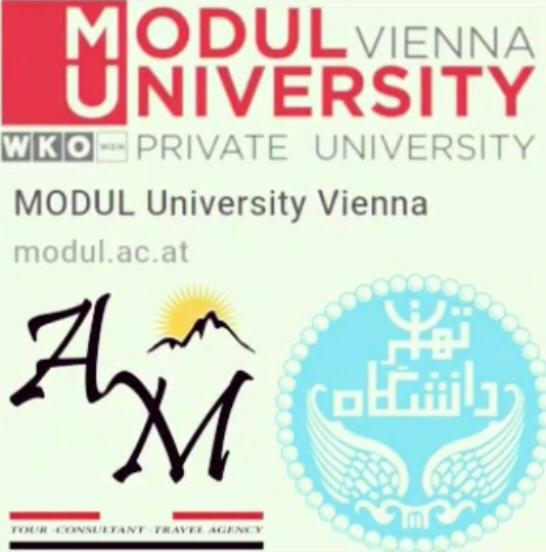 MODUL VIENNA
UNIVERSITY
WKO WIEN PRIVATE UNIVERSITY
MODUL University Vienna
modul.ac.at
AM
TOUR -CONSULTANT -TRAVEL AGENCY
تهران
دانشگاه